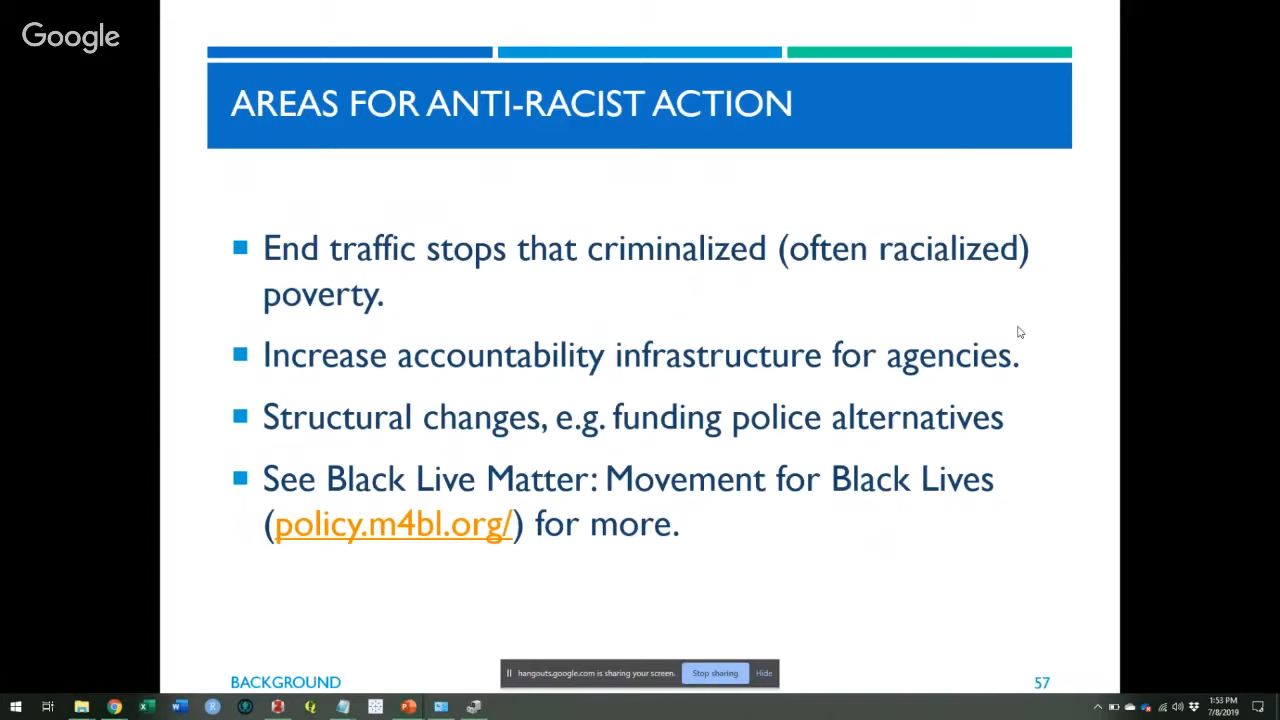 Google
AREAS FOR ANTI-RACIST ACTION
End traffic stops that criminalized (often racialized)
poverty.
Increase accountability infrastructure for agencies.
Structural changes, e.g. funding police alternatives
See Black Live Matter: Movement for Black Lives
(policy.m4bl.org/) for more.
hangouts.google.com is sharing your screen.
Stop sharing
Hide
BACKGROUND
57
1:53 PM
7/8/2019